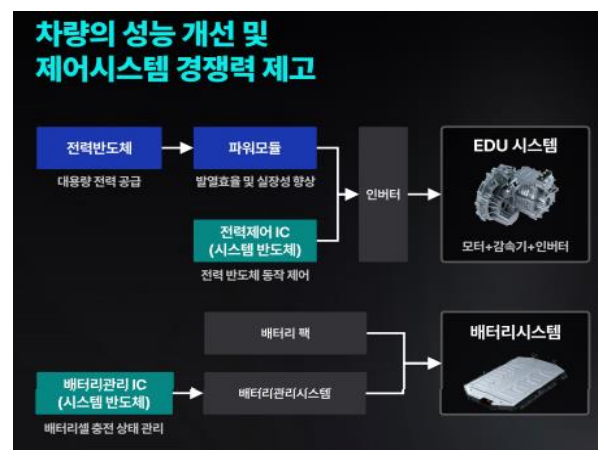 차량의 성능 개선 및
제어시스템 경쟁력 제고
전력반도체
대용량 전력 공급
파워모듈
발열효율 및 실장성 향상
전력제어 IC
(시스템 반도체)
전력 반도체 동작 제어
인버터
EDU 시스템
모터+감속기+인버터
배터리 팩
배터리관리 IC
(시스템 반도체)
배터리셀 충전 상태 관리
배터리관리시스템
배터리시스템